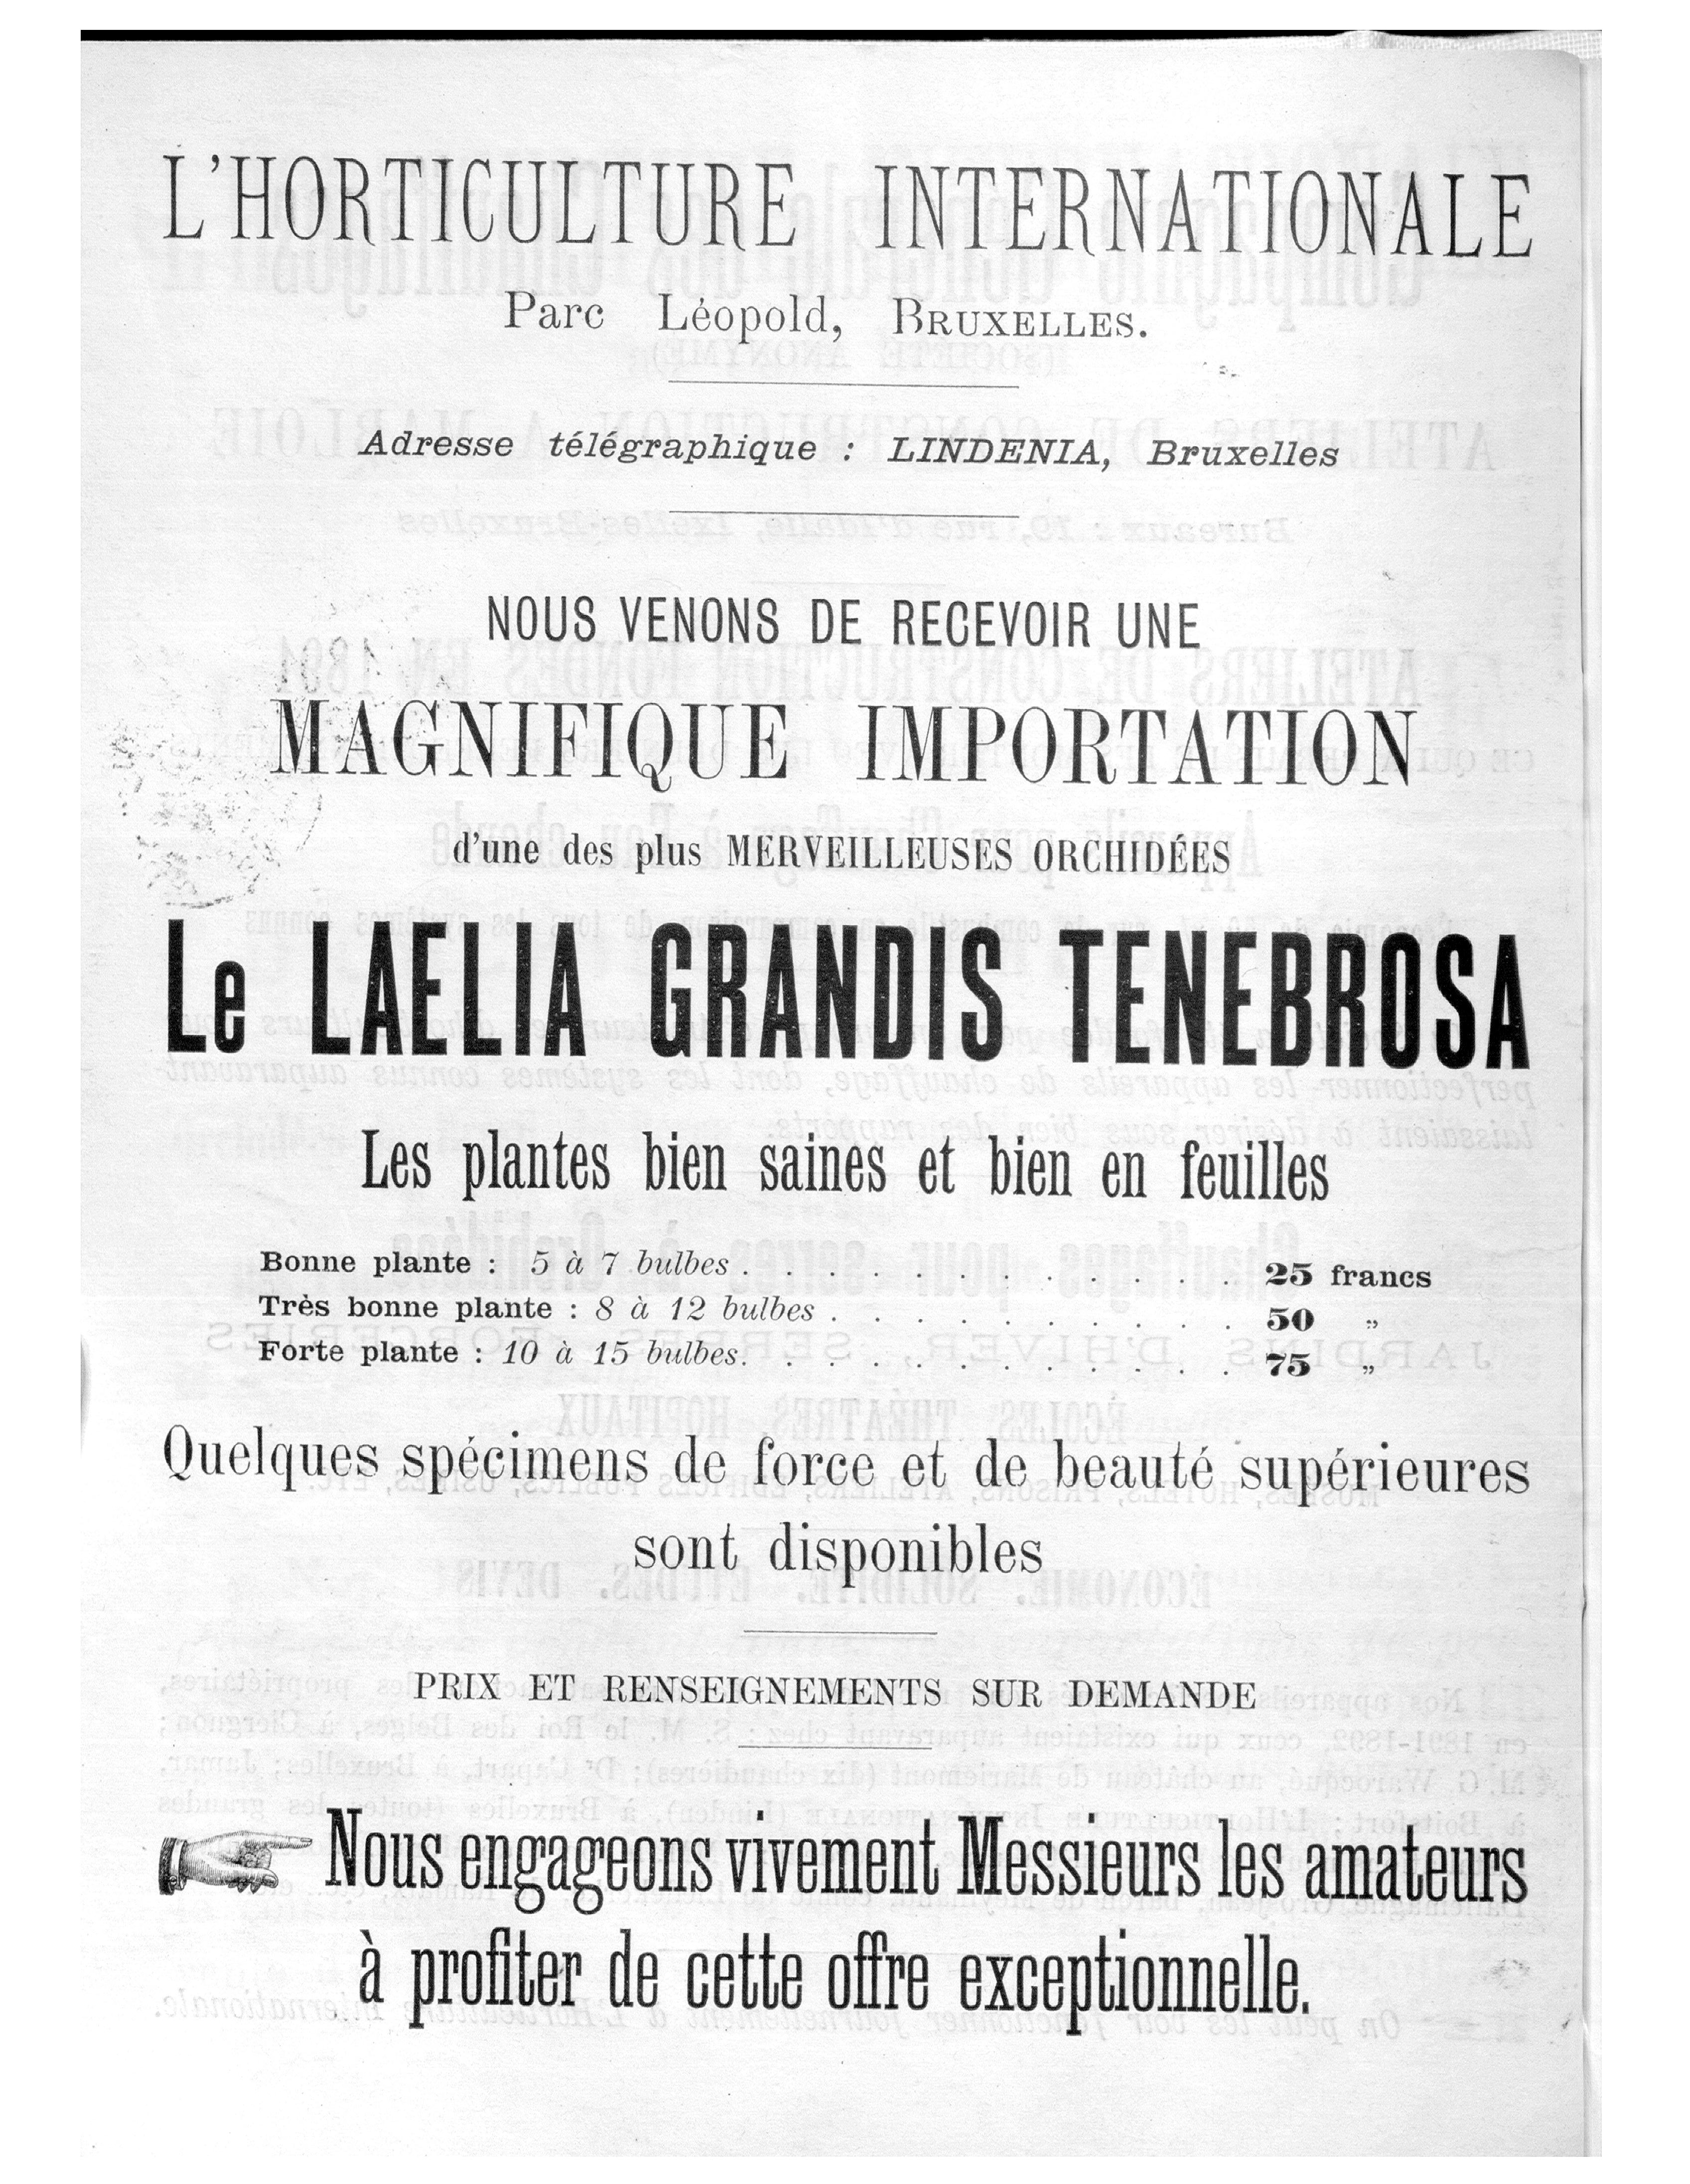 L'HORTICULTURE INTERNATIONALE
Parc Léopold, BRUXELLES.
Adresse télégraphique : LINDENIA, Bruxelles
NOUS VENONS DE RECEVOIR UNE
MAGNIFIQUE IMPORTATION
d'une des plus MERVEILLEUSES ORCHIDÉES
Le LAELIA GRANDIS TENEBROSA
Les plantes bien saines et bien en feuilles
Bonne plante : 5 à 7 bulbes . . . . . . . . . . . . 25 francs
Très bonne plante : 8 à 12 bulbes . . . . . . . . . . 50 "
Forte plante : 10 à 15 bulbes. . . . . . . . . . . . 75 "
Quelques spécimens de force et de beauté supérieures
sont disponibles
PRIX ET RENSEIGNEMENTS SUR DEMANDE
Nous engageons vivement Messieurs les amateurs
à profiter de cette offre exceptionnelle.